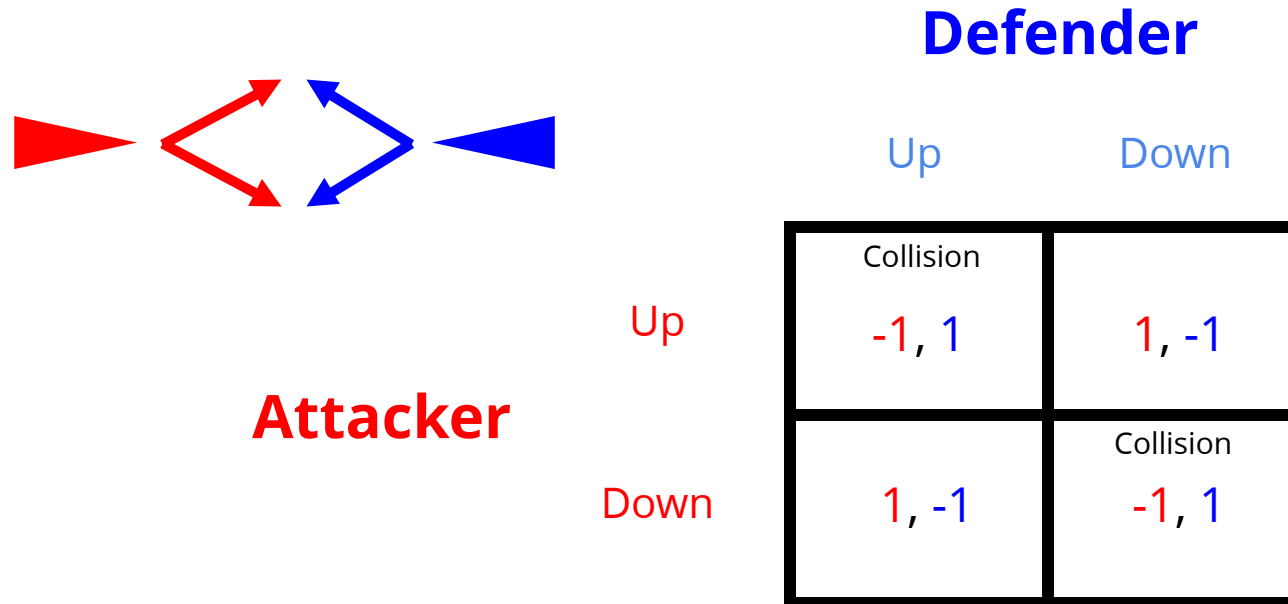 Defender
Up Down
Collision
Up
-1, 1 1, -1
Attacker
Collision
Down
1, -1 -1, 1